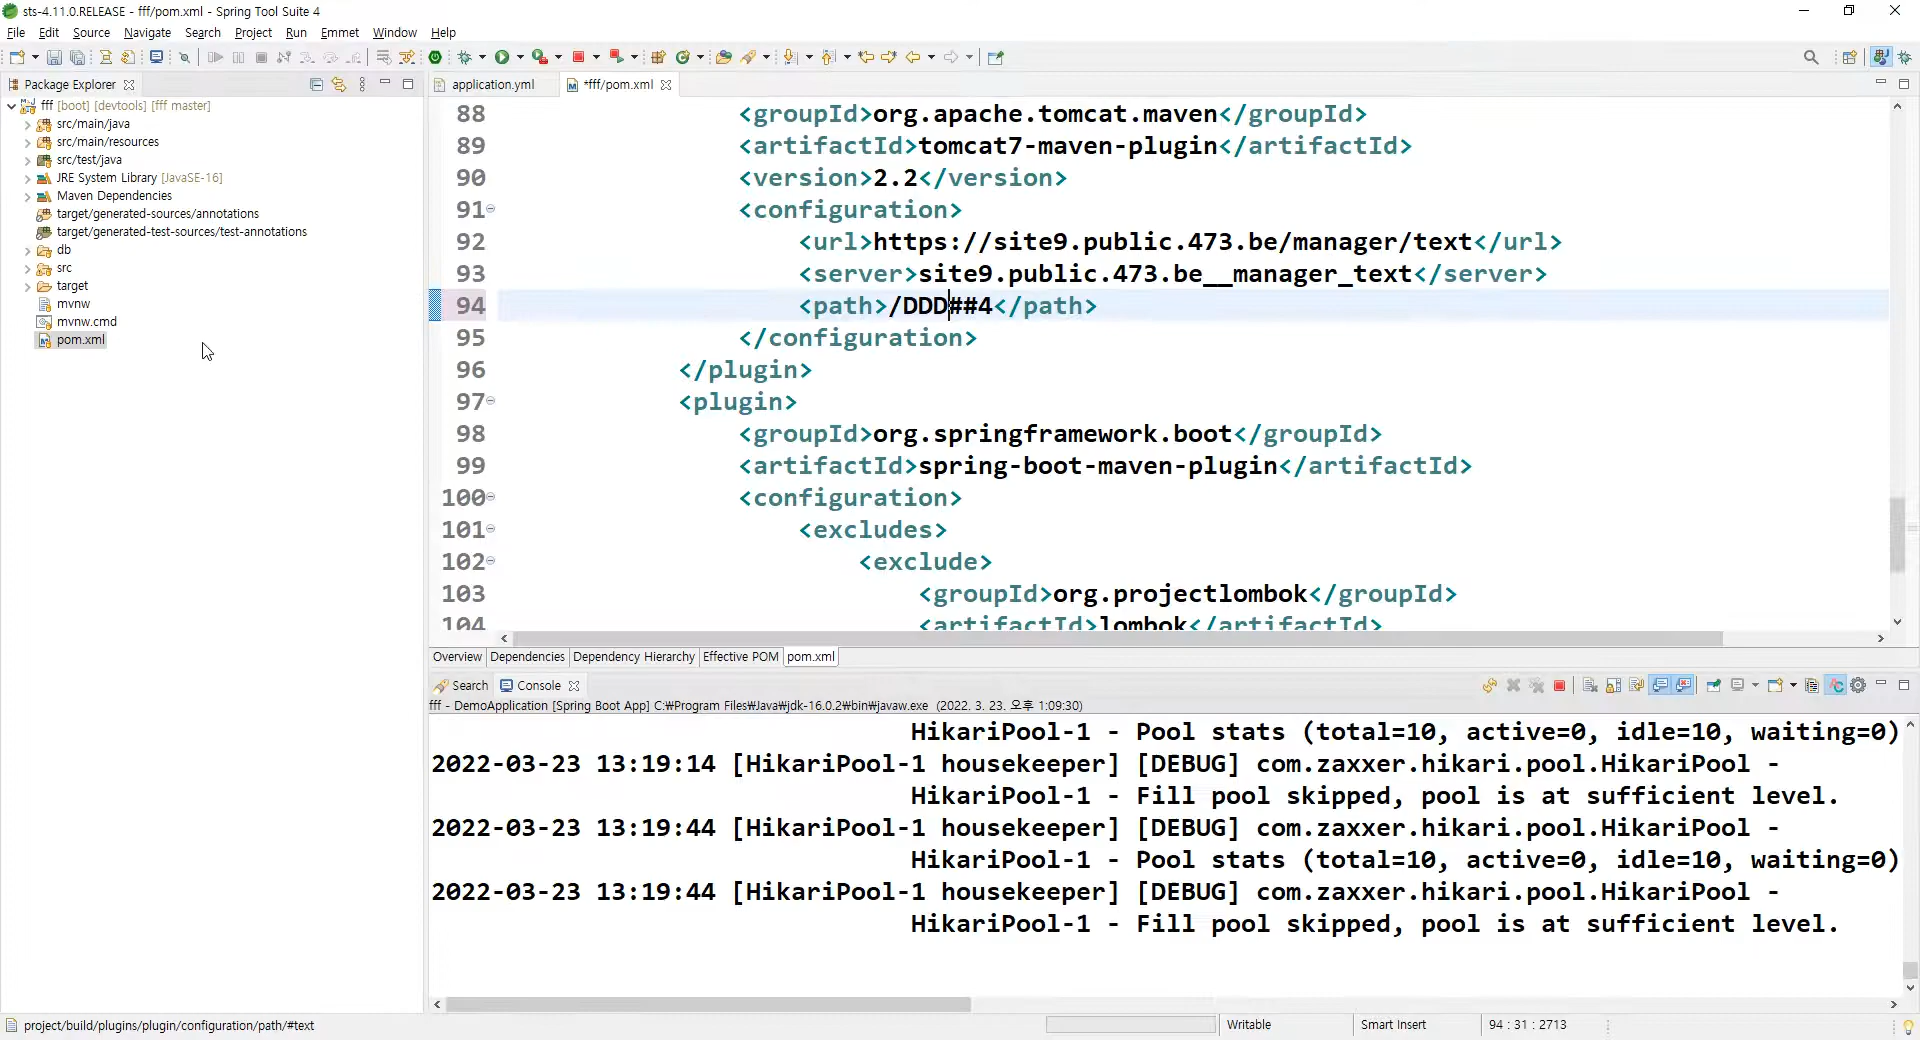 sts-4.11.0.RELEASE - fff/pom.xml - Spring Tool Suite 4
File Edit Source Navigate Search Project Run Emmet Window Help
Package Explorer
fff [boot] [devtools] [fff master]
src/main/java
src/main/resources
src/test/java
JRE System Library [JavaSE-16]
Maven Dependencies
target/generated-sources/annotations
target/generated-test-sources/test-annotations
db
src
target
mvnw
mvnw.cmd
pom.xml
application.yml
*fff/pom.xml
88 <groupId>org.apache.tomcat.maven</groupId>
89 <artifactId>tomcat7-maven-plugin</artifactId>
90 <version>2.2</version>
91 <configuration>
92 <url>https://site9.public.473.be/manager/text</url>
93 <server>site9.public.473.be__manager_text</server>
94 <path>/DDD##4</path>
95 </configuration>
96 </plugin>
97 <plugin>
98 <groupId>org.springframework.boot</groupId>
99 <artifactId>spring-boot-maven-plugin</artifactId>
100 <configuration>
101 <excludes>
102 <exclude>
103 <groupId>org.projectlombok</groupId>
104 <artifactId>lombok</artifactId>
Overview Dependencies Dependency Hierarchy Effective POM pom.xml
Search Console
fff - DemoApplication [Spring Boot App] C:₩Program Files₩Java₩jdk-16.0.2₩bin₩javaw.exe (2022. 3. 23. 오후 1:09:30)
HikariPool-1 - Pool stats (total=10, active=0, idle=10, waiting=0)
2022-03-23 13:19:14 [HikariPool-1 housekeeper] [DEBUG] com.zaxxer.hikari.pool.HikariPool -
HikariPool-1 - Fill pool skipped, pool is at sufficient level.
2022-03-23 13:19:44 [HikariPool-1 housekeeper] [DEBUG] com.zaxxer.hikari.pool.HikariPool -
HikariPool-1 - Pool stats (total=10, active=0, idle=10, waiting=0)
2022-03-23 13:19:44 [HikariPool-1 housekeeper] [DEBUG] com.zaxxer.hikari.pool.HikariPool -
HikariPool-1 - Fill pool skipped, pool is at sufficient level.
project/build/plugins/plugin/configuration/path/#text
Writable
Smart Insert
94 : 31 : 2713